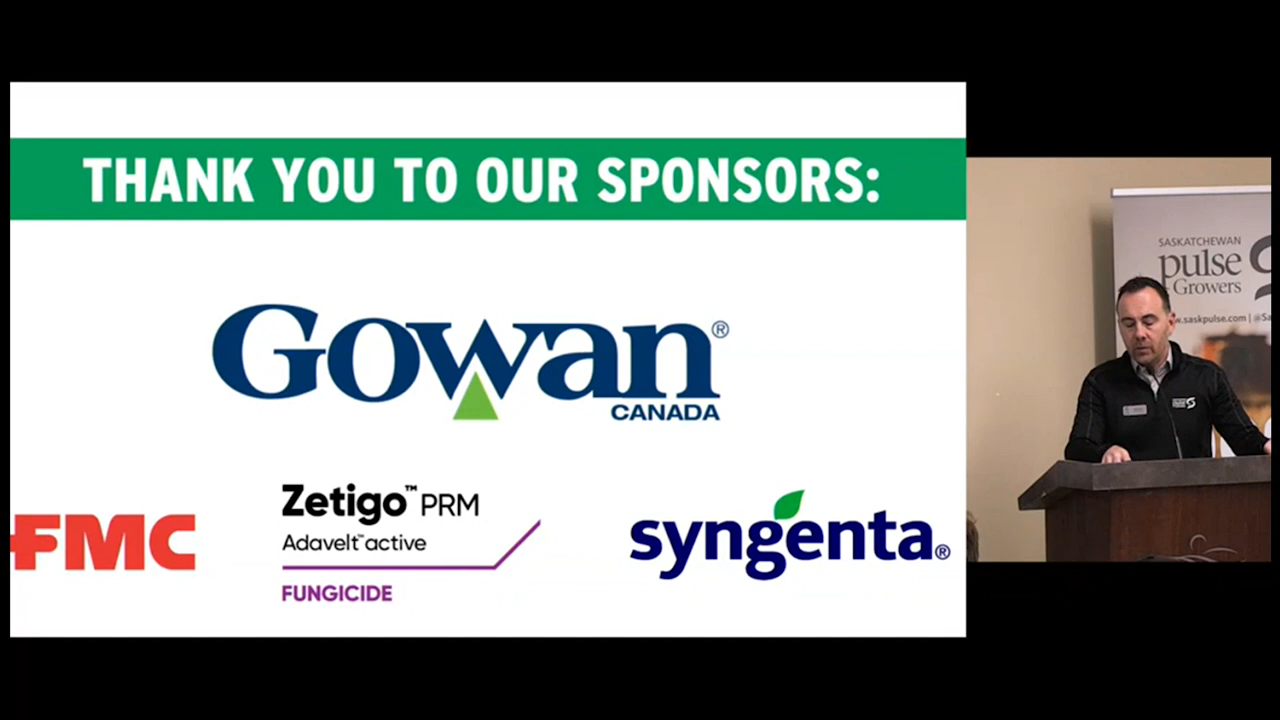 THANK YOU TO OUR SPONSORS:
Gowan®
CANADA
FMC
Zetigo™ PRM
Adavelt™ active
FUNGICIDE
syngenta®
SASKATCHEWAN
pulse
Growers
w.saskpulse.com | @Sa